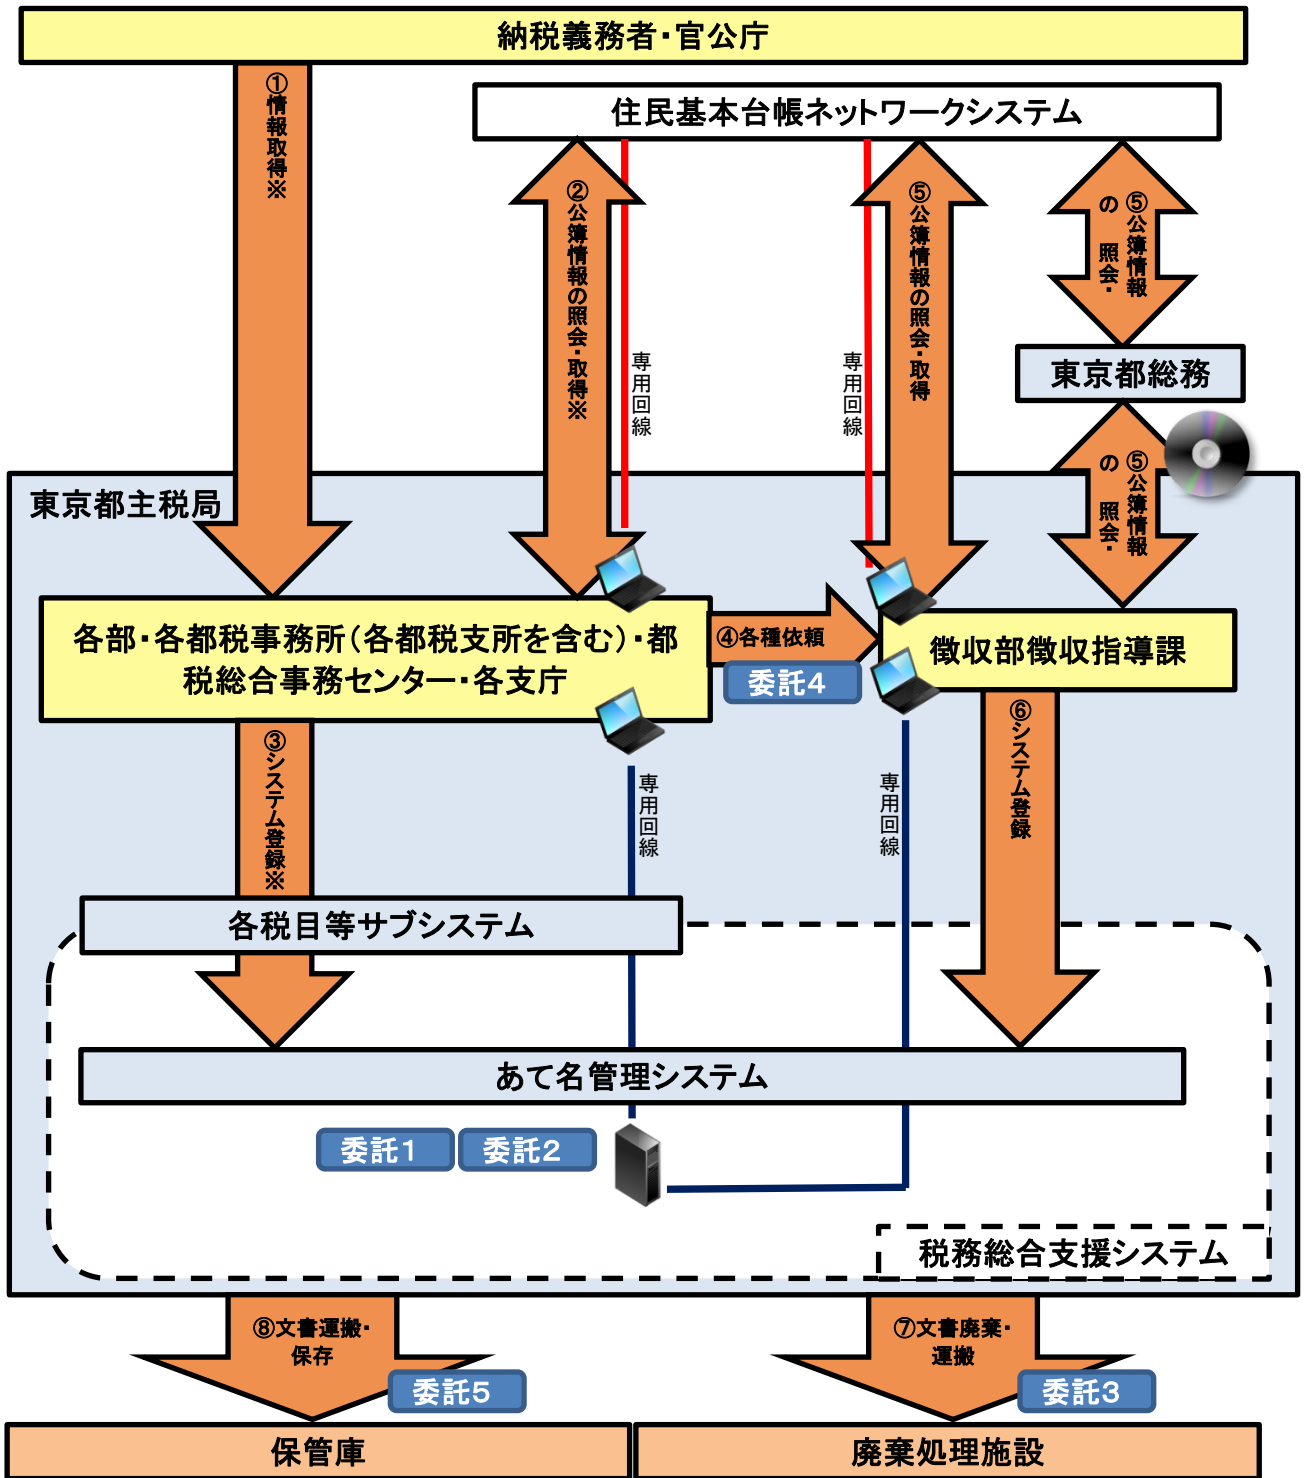 納税義務者・官公庁
①情報取得※
住民基本台帳ネットワークシステム
②公簿情報の照会・取得※
専用回線
専用回線
⑤公簿情報の照会・取得
⑤公簿情報
の　照会・
東京都総務
⑤公簿情報
の　照会・
東京都主税局
各部・各都税事務所（各都税支所を含む）・都
税総合事務センター・各支庁
④各種依頼
委託4
徴収部徴収指導課
③システム登録※
専用回線
専用回線
⑥システム登録
各税目等サブシステム
あて名管理システム
委託1
委託2
税務総合支援システム
⑧文書運搬・
保存
委託5
⑦文書廃棄・
運搬
委託3
保管庫
廃棄処理施設